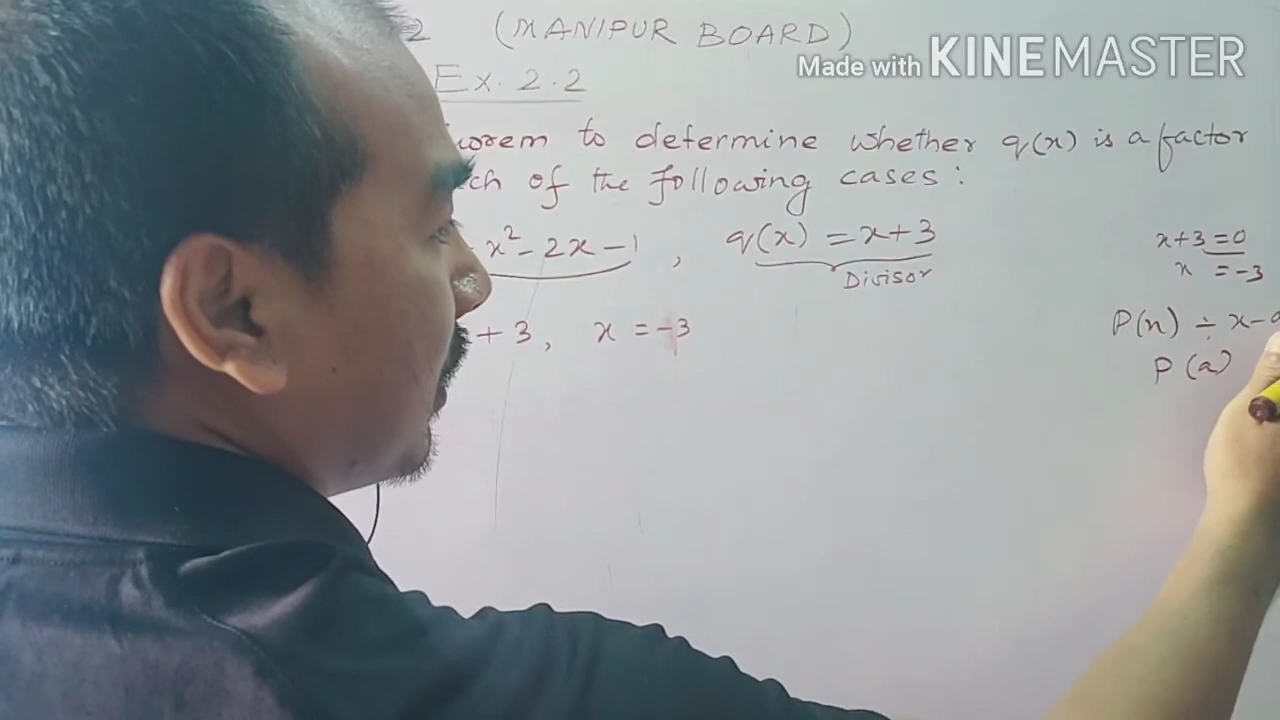 2 (MANIPUR BOARD)
Made with KINEMASTER
Ex. 2.2
orem to determine whether q(x) is a factor
ch of the following cases:
x² - 2x - 1 , q(x) = x+3
Divisor
x+3 = 0
x = -3
+ 3, x = -3
P(x) ÷ x-a
P(a)